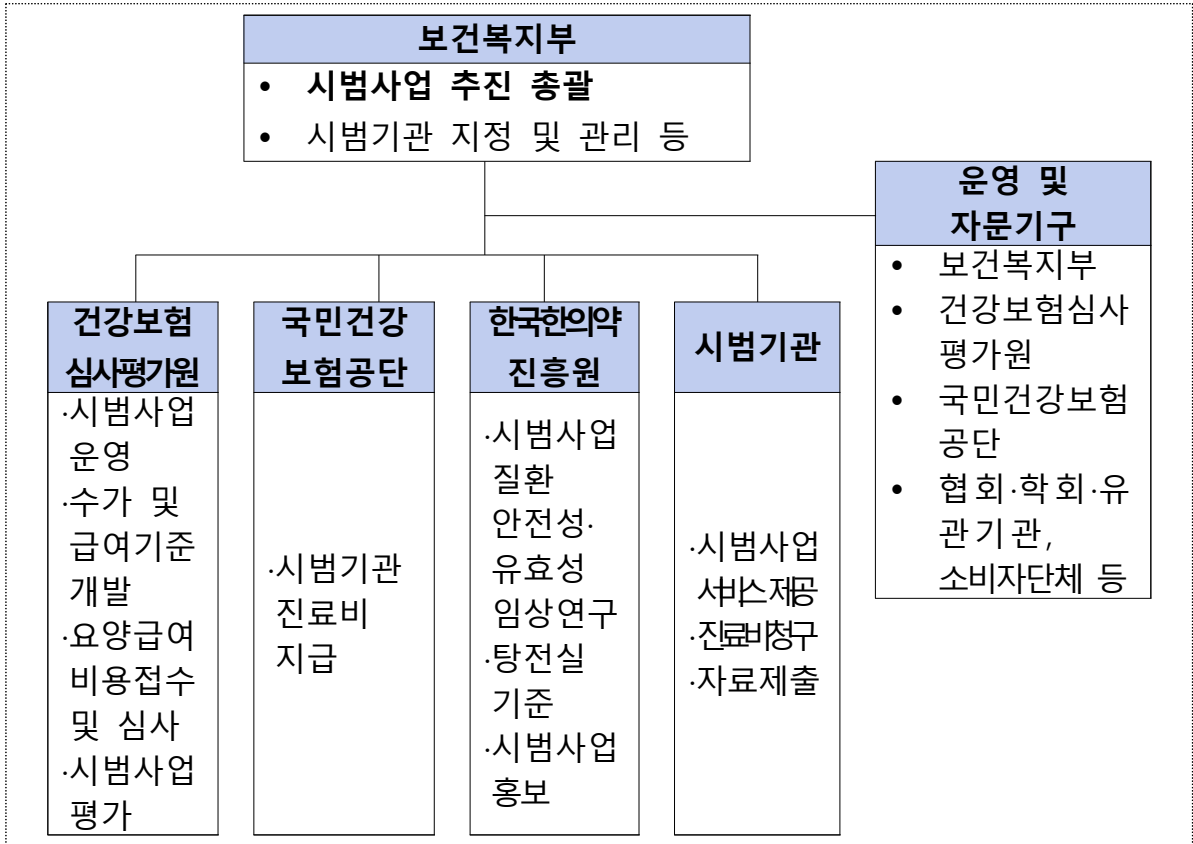 보건복지부
• 시범사업 추진 총괄
• 시범기관 지정 및 관리 등
운영 및
자문기구
• 보건복지부
• 건강보험심사
평가원
• 국민건강보험
공단
• 협회·학회·유
관기관,
소비자단체 등
건강보험
심사평가원
·시범사업
운영
·수가 및
급여기준
개발
·요양급여
비용접수
및 심사
·시범사업
평가
국민건강
보험공단
·시범기관
진료비
지급
한국한의약
진흥원
·시범사업
질환
안전성·
유효성
임상연구
·탕전실
기준
·시범사업
홍보
시범기관
·시범사업
서비스제공
·진료비청구
·자료제출